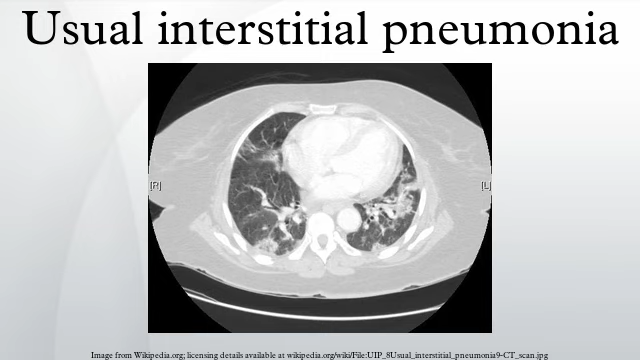 Usual interstitial pneumonia
[R]
[L]
Image from Wikipedia.org; licensing details available at wikipedia.org/wiki/File:UIP_8Usual_interstitial_pneumonia9-CT_scan.jpg